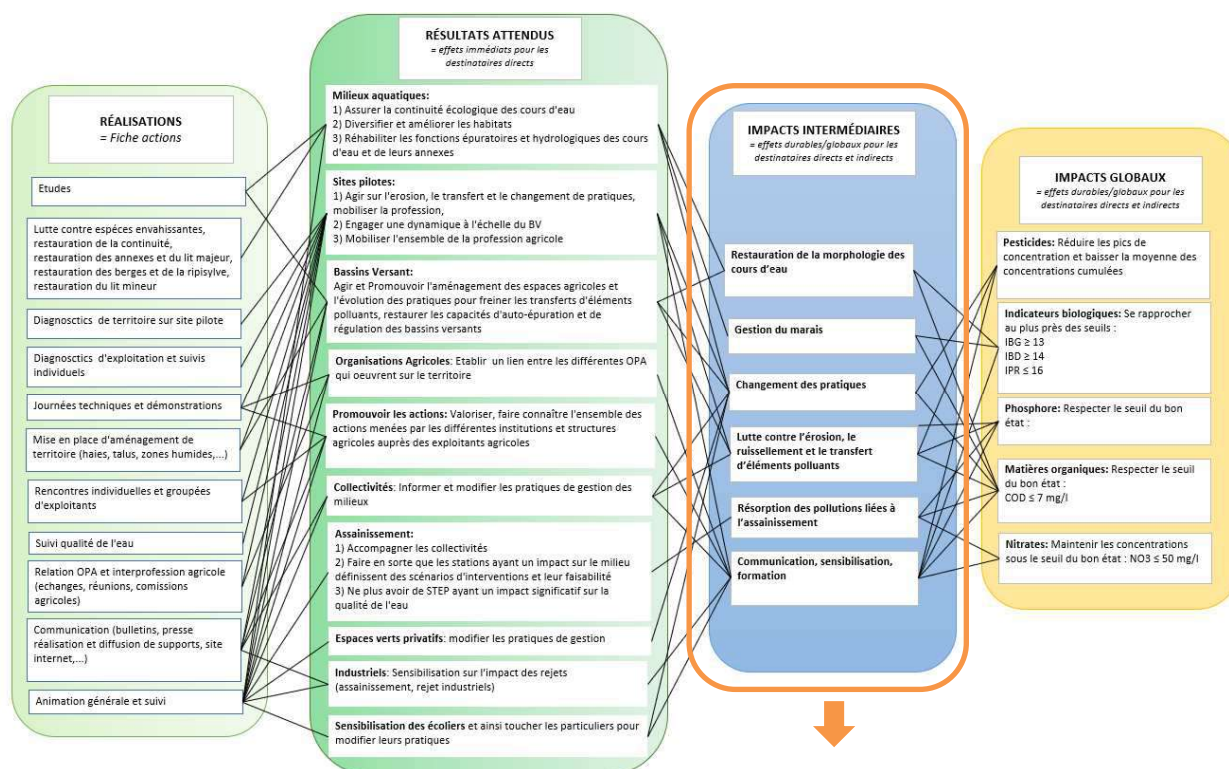 RÉALISATIONS
= Fiche actions
Etudes
Lutte contre espéces envahissantes,
restauration de la continuité,
restauration des annexes et du lit majeur,
restauration des berges et de la ripisylve,
restauration du lit mineur
Diagnosctics de territoire sur site pilote
Diagnosctics d'exploitation et suivis
individuels
Journées techniques et démonstrations
Mise en place d'aménagement de
territoire (haies, talus, zones humides,...)
Rencontres individuelles et groupées
d'exploitants
Suivi qualité de l'eau
Relation OPA et interprofession agricole
(echanges, réunions, comissions
agricoles)
Communication (bulletins, presse
réalisation et diffusion de supports, site
internet,...)
Animation générale et suivi
RÉSULTATS ATTENDUS
= effets immédiats pour les
destinataires directs
Milieux aquatiques:
1) Assurer la continuité écologique des cours d'eau
2) Diversifier et améliorer les habitats
3) Réhabiliter les fonctions épuratoires et hydrologiques des cours
d'eau et de leurs annexes
Sites pilotes:
1) Agir sur l'erosion, le transfert et le changement de pratiques,
mobiliser la profession,
2) Engager une dynamique à l'échelle du BV
3) Mobiliser l'ensemble de la profession agricole
Bassins Versant:
Agir et Promouvoir l'aménagement des espaces agricoles et
l'évolution des pratiques pour freiner les transferts d'éléments
polluants, restaurer les capacités d'auto-épuration et de
régulation des bassins versants
Organisations Agricoles: Etablir un lien entre les différentes OPA
qui oeuvrent sur le territoire
Promouvoir les actions: Valoriser, faire connaître l'ensemble des
actions menées par les différentes institutions et structures
agricoles auprès des exploitants agricoles
Collectivités: Informer et modifier les pratiques de gestion des
milieux
Assainissement:
1) Accompagner les collectivités
2) Faire en sorte que les stations ayant un impact sur le milieu
définissent des scénarios d'interventions et leur faisabilité
3) Ne plus avoir de STEP ayant un impact significatif sur la
qualité de l'eau
Espaces verts privatifs: modifier les pratiques de gestion
Industriels: Sensibilisation sur l'impact des rejets
(assainissement, rejet industriels)
Sensibilisation des écoliers et ainsi toucher les particuliers pour
modifier leurs pratiques
IMPACTS INTERMÉDIAIRES
= effets durables/globaux pour les
destinataires directs et indirects
Restauration de la morphologie des
cours d'eau
Gestion du marais
Changement des pratiques
Lutte contre l'érosion, le
ruissellement et le transfert
d'éléments polluants
Résorption des pollutions liées à
l'assainissement
Communication, sensibilisation,
formation
IMPACTS GLOBAUX
= effets durables/globaux pour les
destinataires directs et indirects
Pesticides: Réduire les pics de
concentration et baisser la moyenne des
concentrations cumulées
Indicateurs biologiques: Se rapprocher
au plus près des seuils :
IBG ≥ 13
IBD ≥ 14
IPR ≤ 16
Phosphore: Respecter le seuil du bon
état :
Matières organiques: Respecter le seuil
du bon état :
COD ≤ 7 mg/l
Nitrates: Maintenir les concentrations
sous le seuil du bon état : NO3 ≤ 50 mg/l